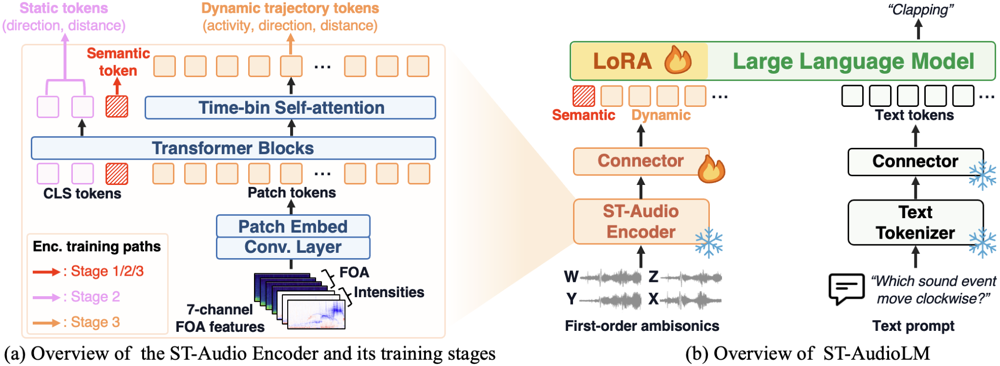 Static tokens
(direction, distance)
Dynamic trajectory tokens
(activity, direction, distance)
Semantic
token
...
Time-bin Self-attention
Transformer Blocks
...
CLS tokens
Patch tokens
Patch Embed
Conv. Layer
Enc. training paths
: Stage 1/2/3
: Stage 2
: Stage 3
FOA
Intensities
7-channel
FOA features
(a) Overview of the ST-Audio Encoder and its training stages
“Clapping”
LoRA
Large Language Model
...
...
Semantic
Dynamic
Text tokens
Connector
Connector
ST-Audio
Encoder
Text
Tokenizer
W
Z
Y
X
First-order ambisonics
“Which sound event
move clockwise?”
Text prompt
(b) Overview of ST-AudioLM